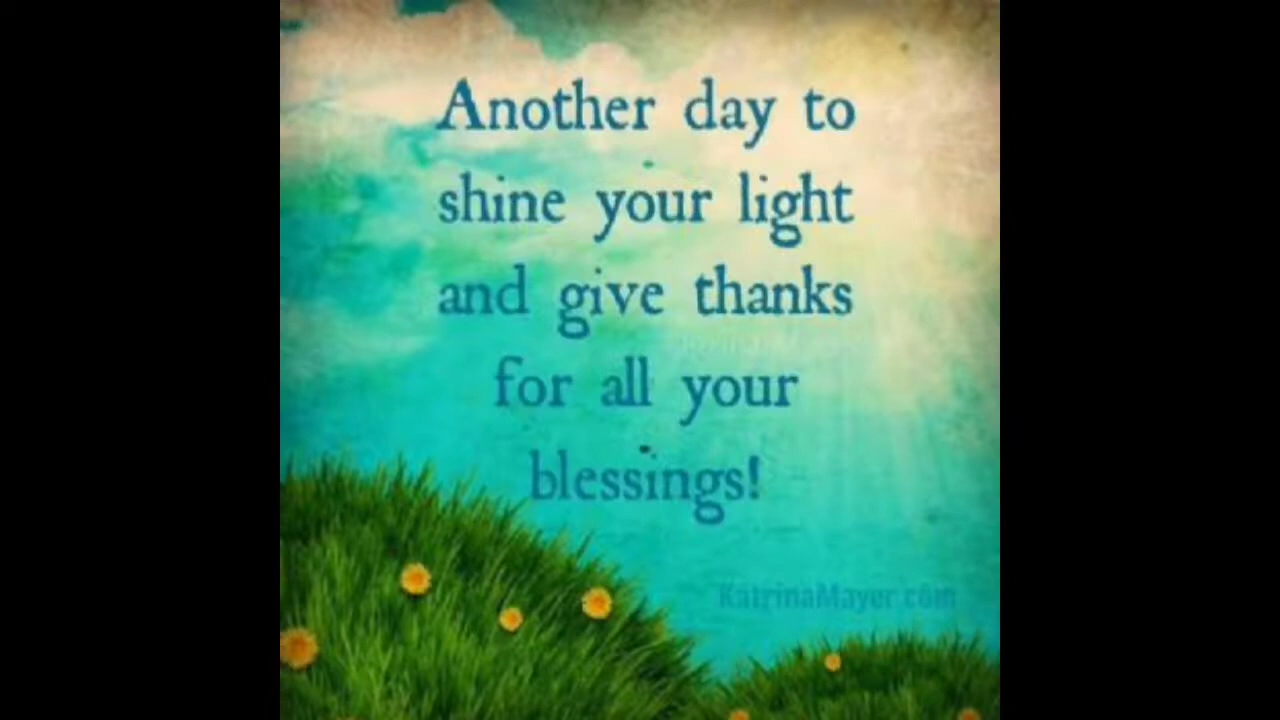 Another day to
shine your light
and give thanks
for all your
blessings!
KatrinaMayer.com